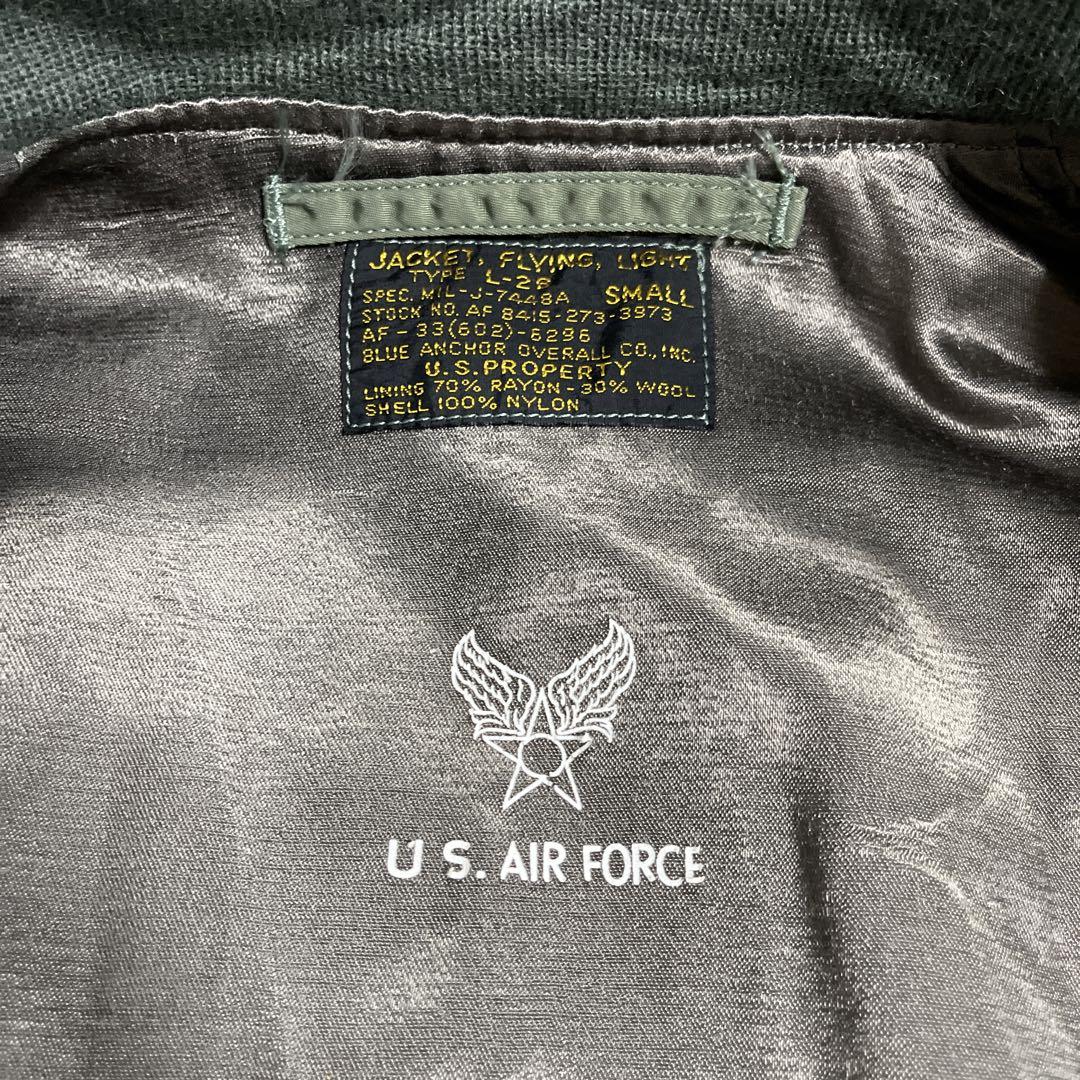 JACKET, FLYING, LIGHT
TYPE L-2B
SMALL
SPEC. MIL-J-7448A
STOCK NO. AF 8415-273-3973
AF-33(602)-6296
BLUE ANCHOR OVERALL CO., INC.
U.S. PROPERTY
LINING 70% RAYON-30% WOOL
SHELL 100% NYLON
U S. AIR FORCE